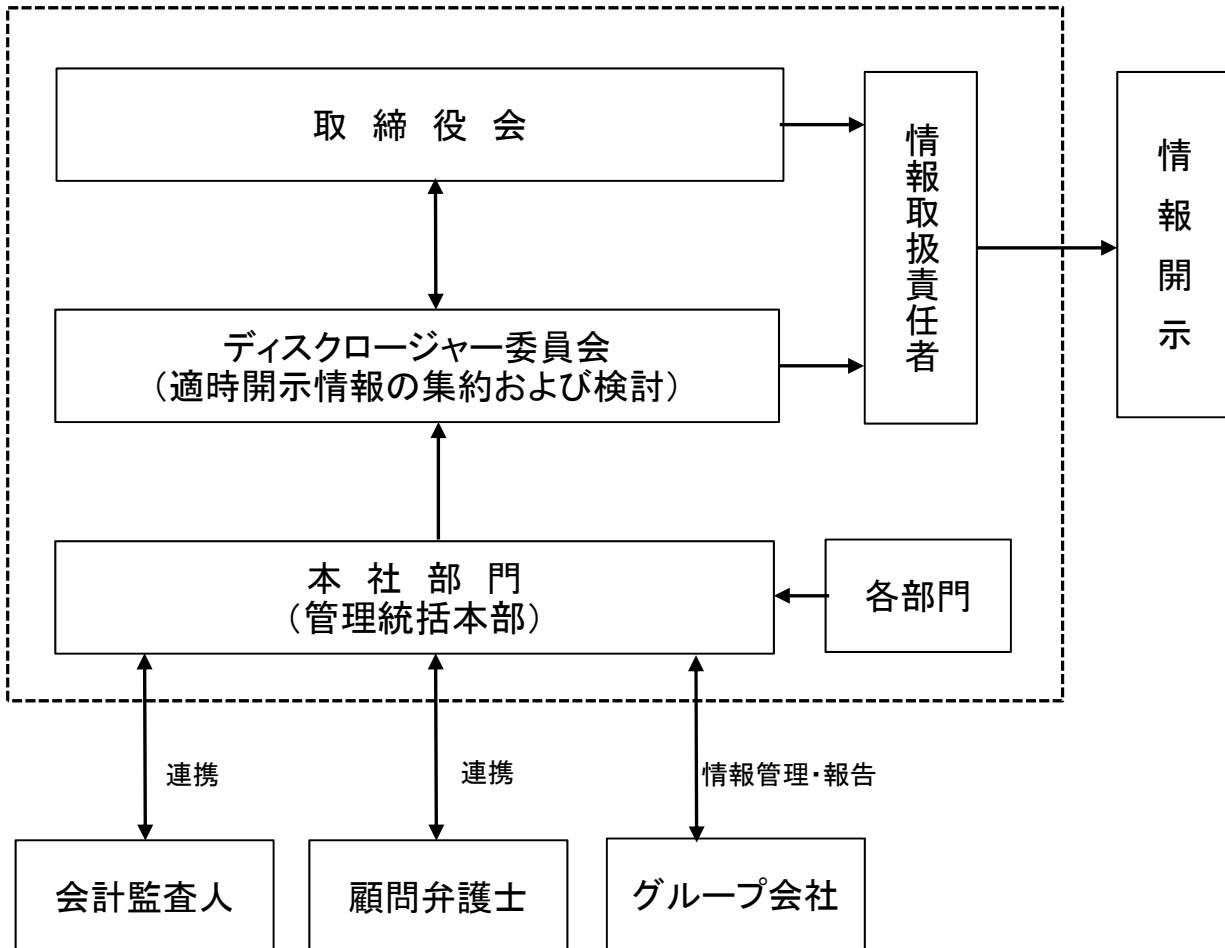 取締役会
情報取扱責任者
情報開示
ディスクロージャー委員会
（適時開示情報の集約および検討）
本社部門
（管理統括本部）
各部門
連携
連携
情報管理・報告
会計監査人
顧問弁護士
グループ会社